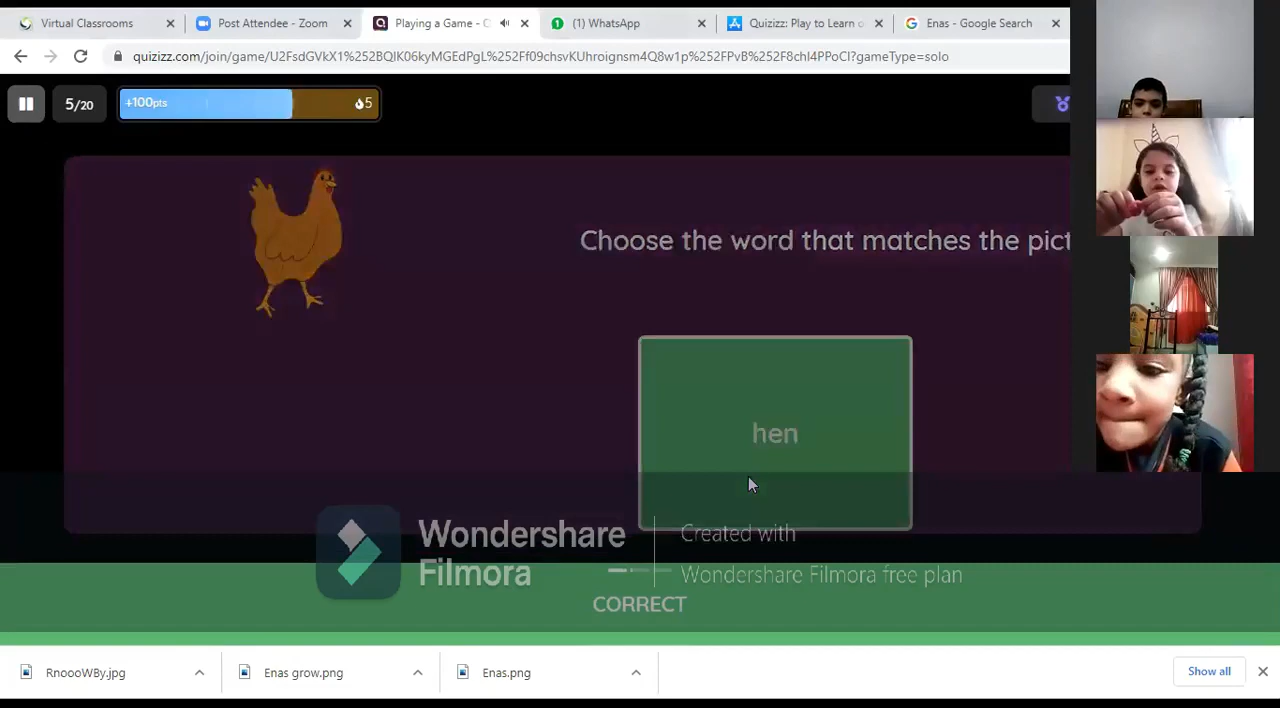 Virtual Classrooms
Post Attendee - Zoom
Playing a Game - Q
(1) WhatsApp
Quizizz: Play to Learn o
Enas - Google Search
quizizz.com/join/game/U2FsdGVkX1%252BQJK06kyMGEdPgL%252Ff09chsvKUhroignsm4Q8w1p%252FPvB%252F8chl4PPoCI?gameType=solo
5/20
+100pts
5
Choose the word that matches the pict
hen
Wondershare
Filmora
Created with
Wondershare Filmora free plan
CORRECT
RnoooWBy.jpg
Enas grow.png
Enas.png
Show all